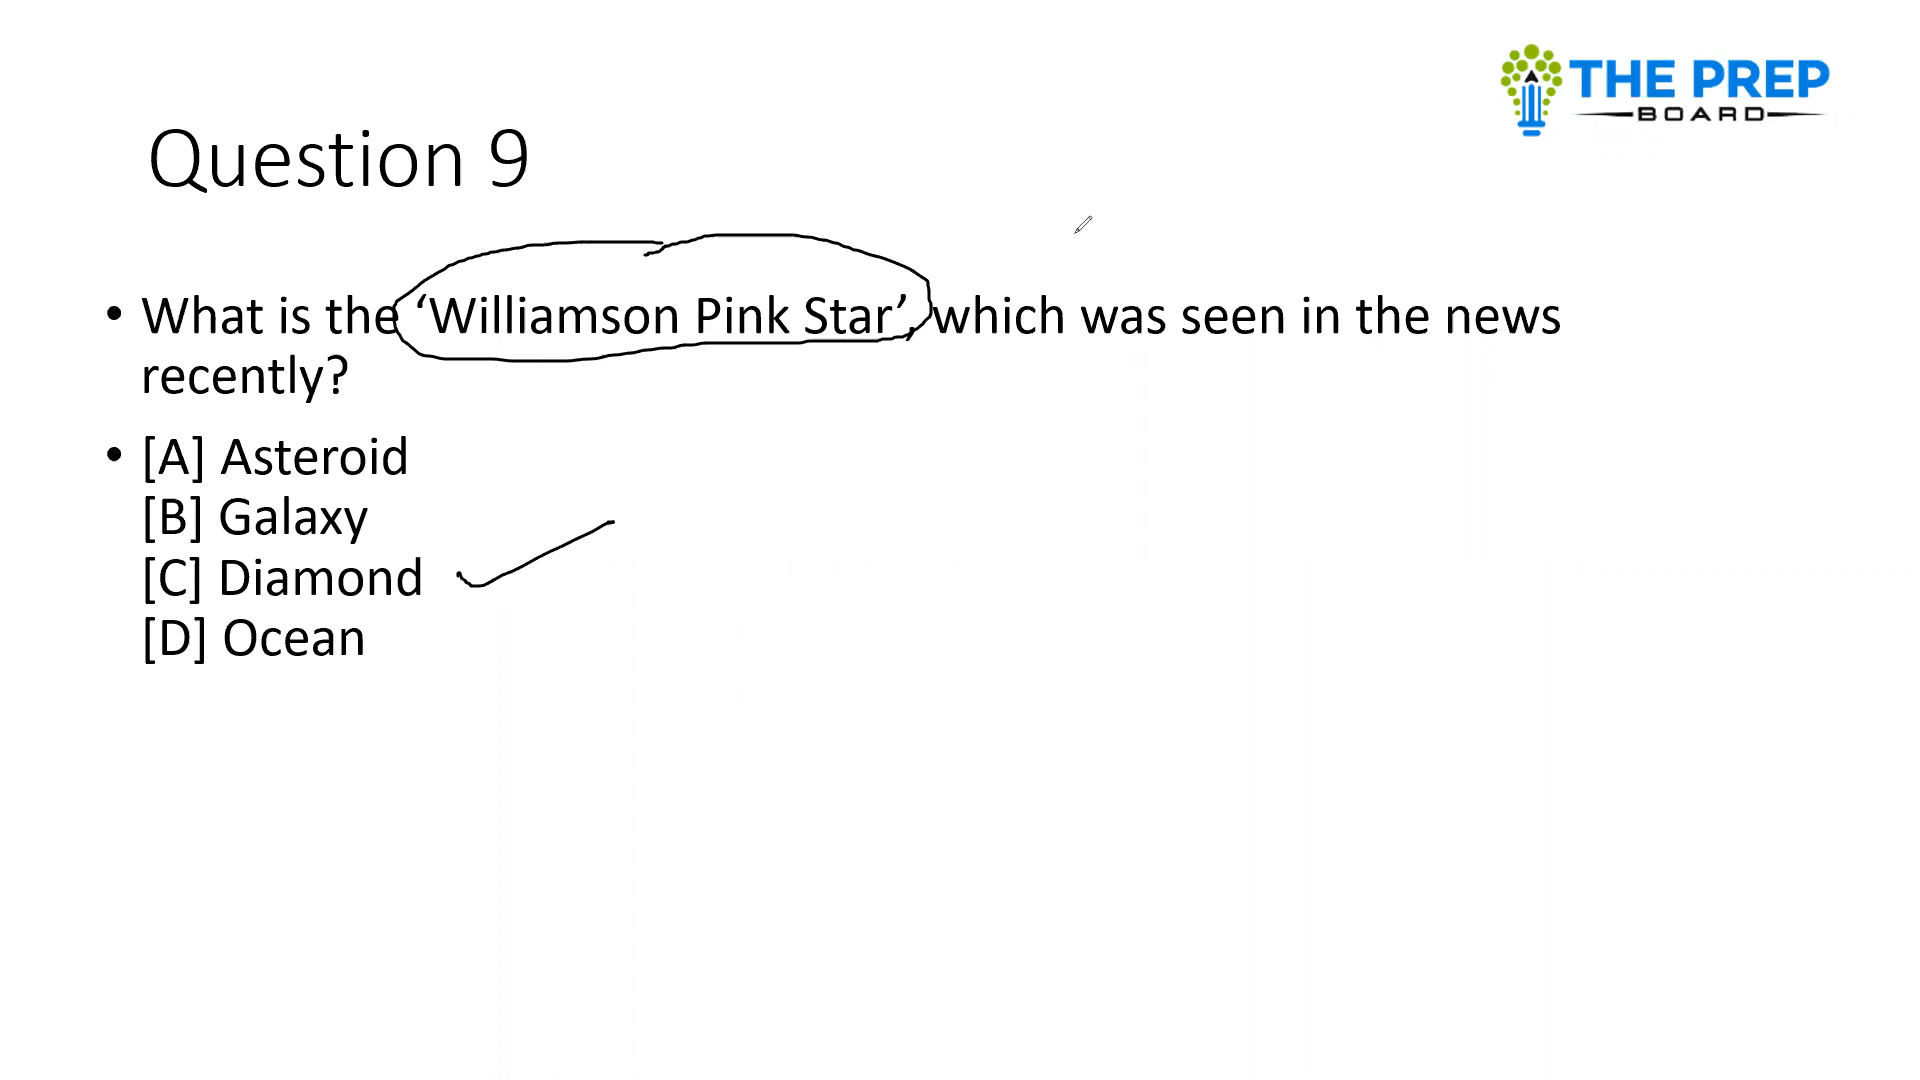 THE PREP
BOARD
Question 9
• What is the ‘Williamson Pink Star’, which was seen in the news
recently?
• [A] Asteroid
[B] Galaxy
[C] Diamond
[D] Ocean